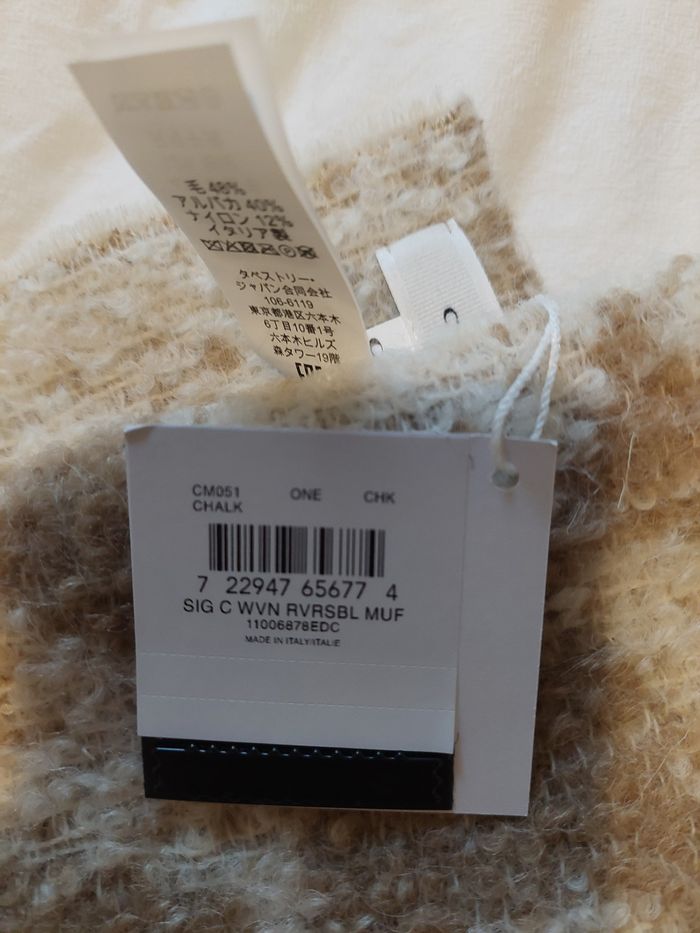 毛 48%
アルパカ 40%
ナイロン 12%
イタリア製
タペストリー・
ジャパン合同会社
106-6119
東京都港区六本木
6丁目10番1号
六本木ヒルズ
森タワー19階
CM051 ONE CHK
CHALK
7 22947 65677 4
SIG C WVN RVRSBL MUF
11006878EDC
MADE IN ITALY/ITALIE